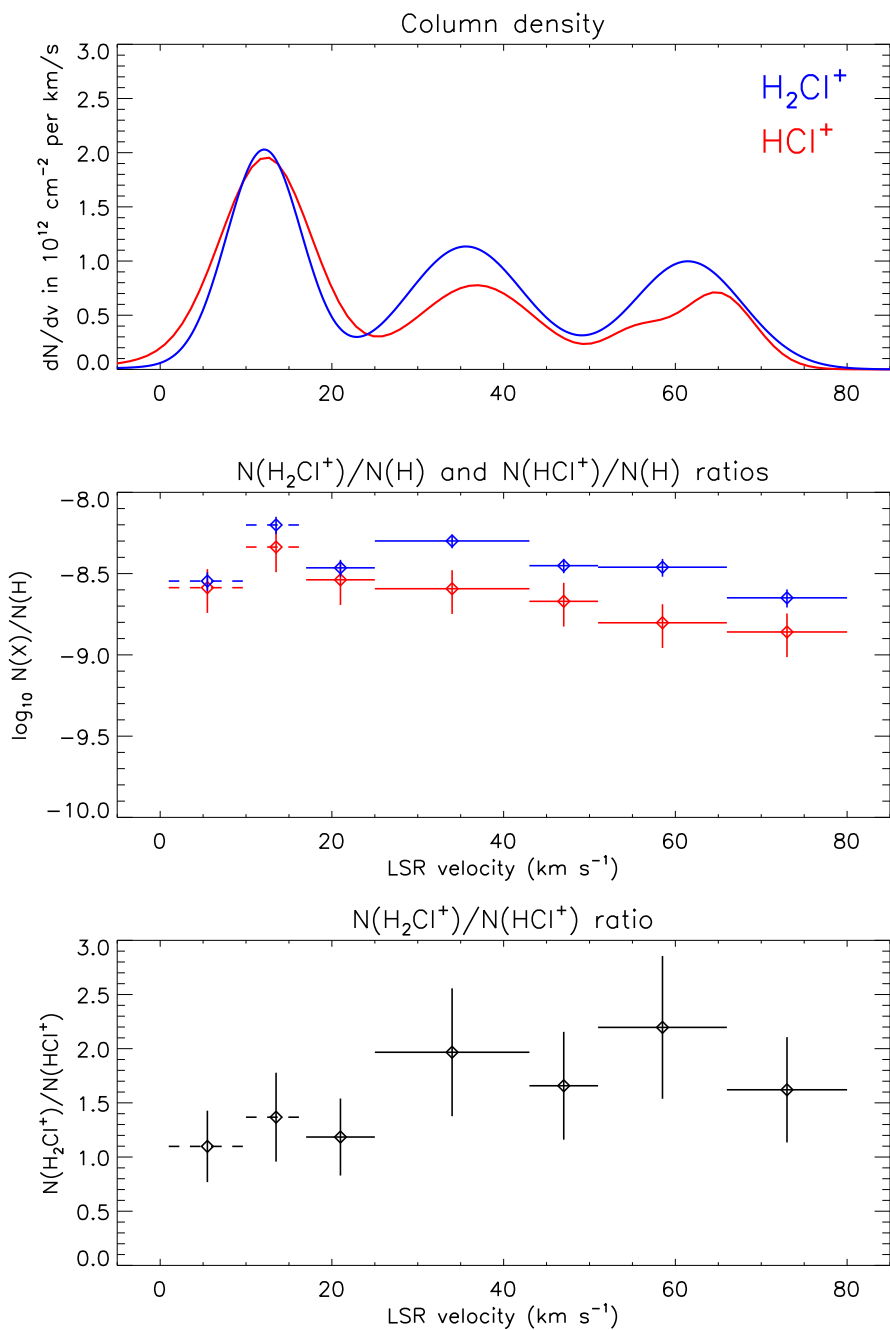 Column density
dN/dv in 10¹² cm⁻² per km/s
3.0
2.5
2.0
1.5
1.0
0.5
0.0
H₂Cl⁺
HCl⁺
0 20 40 60 80
N(H₂Cl⁺)/N(H) and N(HCl⁺)/N(H) ratios
log₁₀ N(X)/N(H)
−8.0
−8.5
−9.0
−9.5
−10.0
0 20 40 60 80
LSR velocity (km s⁻¹)
N(H₂Cl⁺)/N(HCl⁺) ratio
N(H₂Cl⁺)/N(HCl⁺)
3.0
2.5
2.0
1.5
1.0
0.5
0.0
0 20 40 60 80
LSR velocity (km s⁻¹)